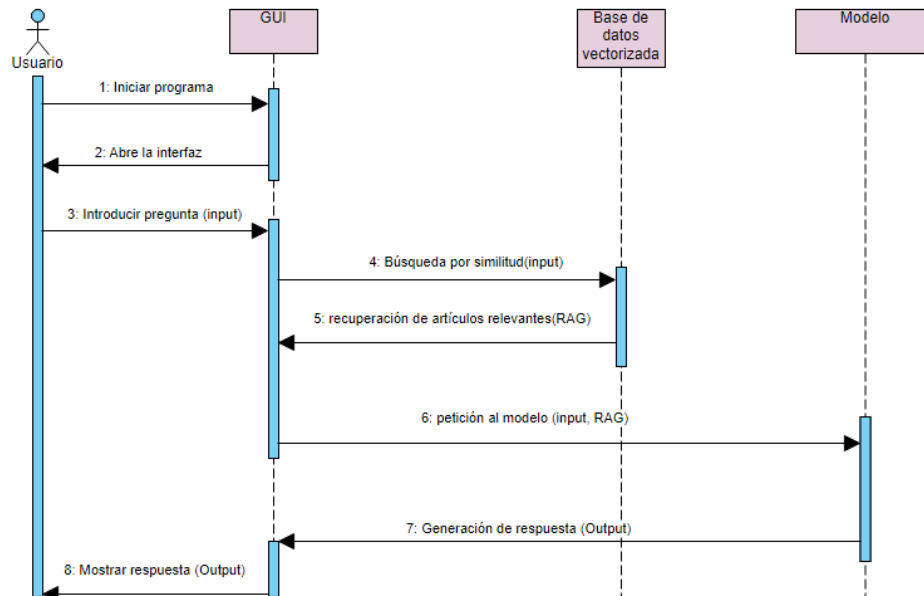 GUI
Base de
datos
vectorizada
Modelo
Usuario
1: Iniciar programa
2: Abre la interfaz
3: Introducir pregunta (input)
4: Búsqueda por similitud(input)
5: recuperación de artículos relevantes(RAG)
6: petición al modelo (input, RAG)
7: Generación de respuesta (Output)
8: Mostrar respuesta (Output)